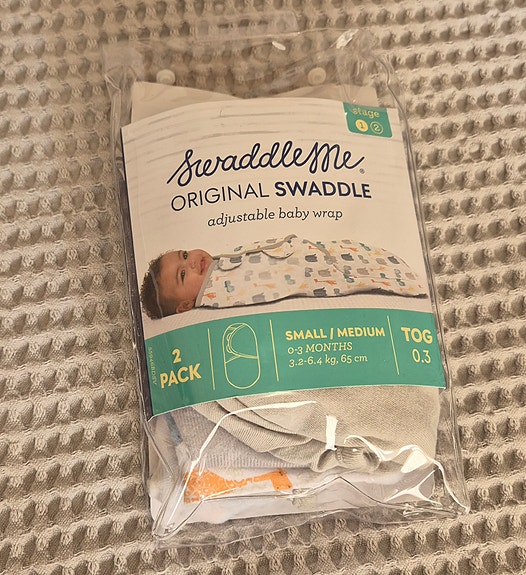 stage
1 2
SwaddleMe®
ORIGINAL SWADDLE
adjustable baby wrap
2
PACK
SMALL / MEDIUM
0-3 MONTHS
3.2-6.4 kg, 65 cm
TOG
0.3